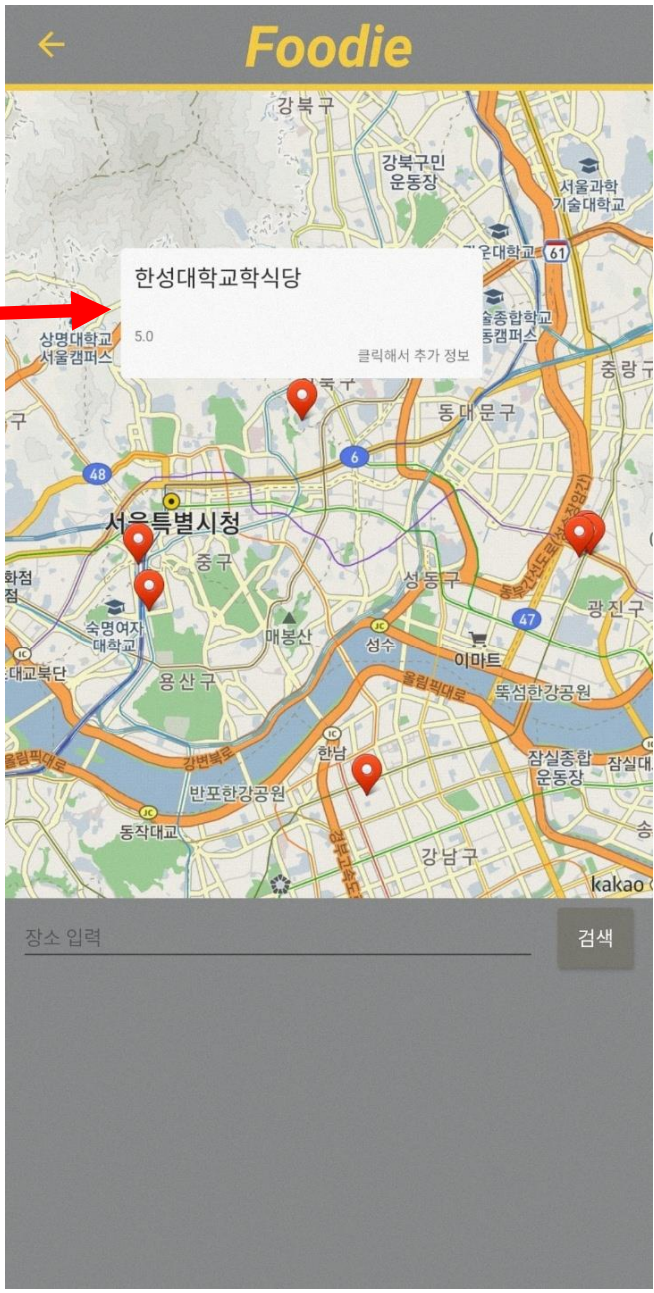 Foodie
강북구
강북구민
운동장
서울과학
기술대학교
61
한성대학교학식당
5.0
클릭해서 추가 정보
상명대학교
서울캠퍼스
중랑구
구
동대문구
6
48
서울특별시청
중구
성동구
광진구
숙명여자
대학교
매봉산
JC
성수
47
이마트
IC
용산구
올림픽대로
뚝섬한강공원
IC
한남
강변북로
반포한강공원
잠실종합
운동장
JC
동작대교
강남구
kakao
장소 입력
검색